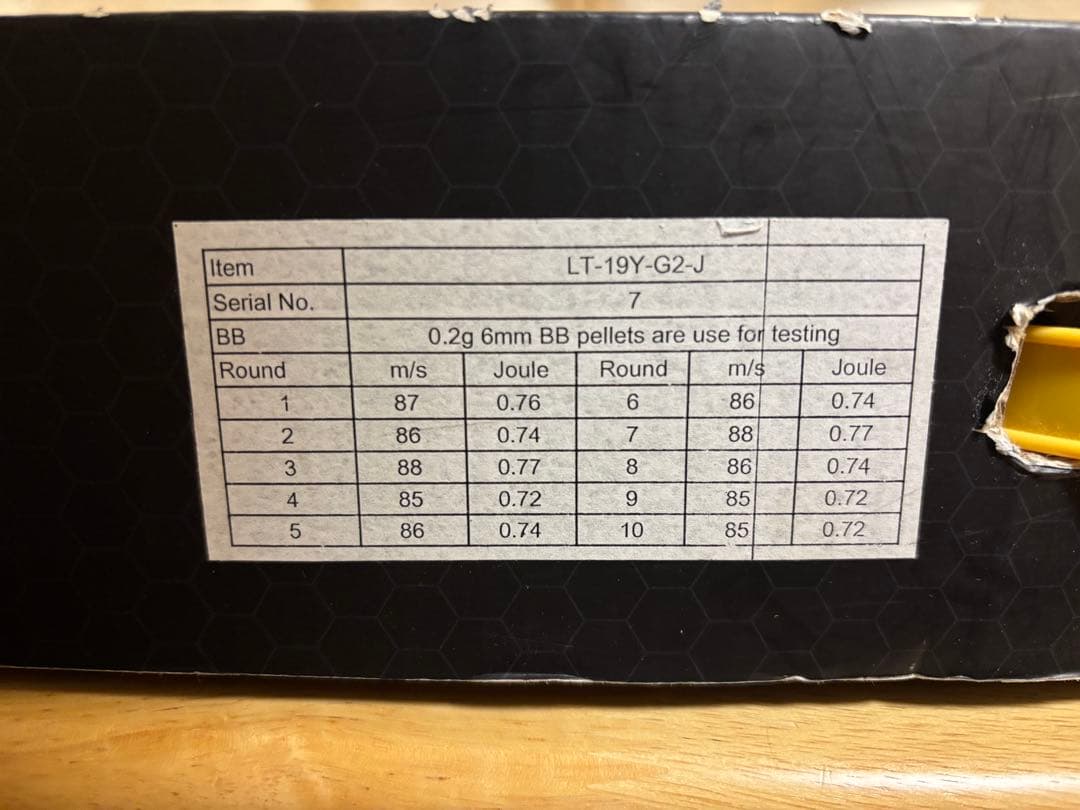 Item LT-19Y-G2-J
Serial No. 7
BB 0.2g 6mm BB pellets are use for testing
Round m/s Joule Round m/s Joule
1 87 0.76 6 86 0.74
2 86 0.74 7 88 0.77
3 88 0.77 8 86 0.74
4 85 0.72 9 85 0.72
5 86 0.74 10 85 0.72